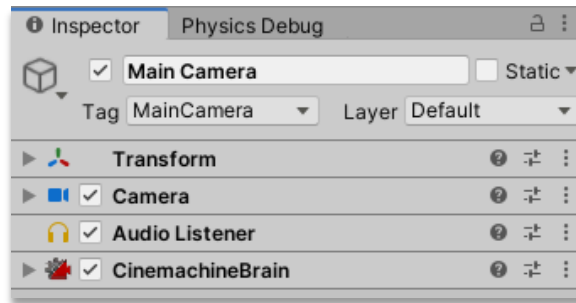 Inspector Physics Debug
Main Camera Static
Tag MainCamera Layer Default
Transform
Camera
Audio Listener
CinemachineBrain